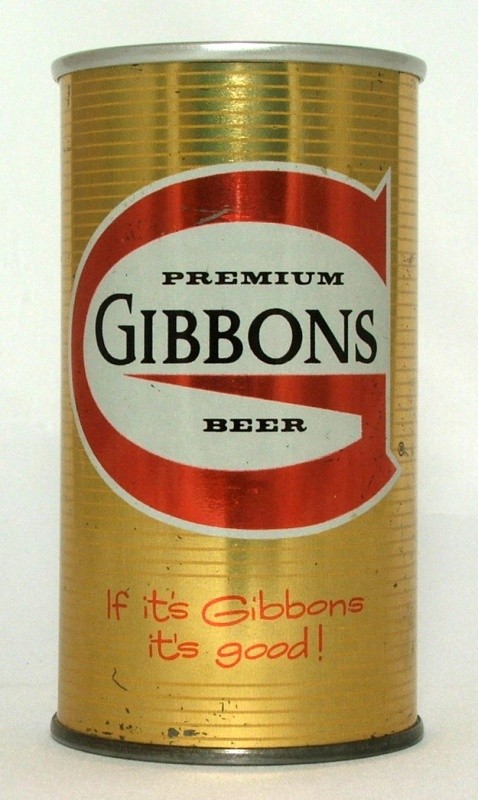 PREMIUM
GIBBONS
BEER
®
If it's Gibbons
it's good!